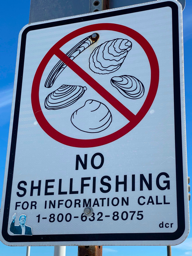 NO
SHELLFISHING
FOR INFORMATION CALL
1-800-632-8075
dcr